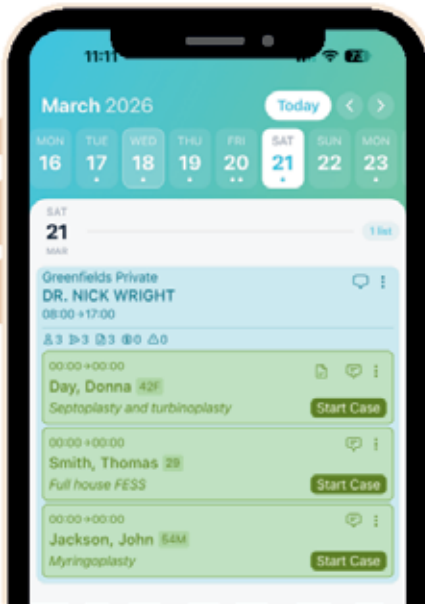 11:11
73
March 2026
Today
MON TUE WED THU FRI SAT SUN MON
16 17 18 19 20 21 22 23
SAT
21
MAR
1 list
Greenfields Private
DR. NICK WRIGHT
08:00→17:00
3 3 3 0 0
00:00→00:00
Day, Donna 42F
Septoplasty and turbinoplasty
Start Case
00:00→00:00
Smith, Thomas 29
Full house FESS
Start Case
00:00→00:00
Jackson, John 54M
Myringoplasty
Start Case